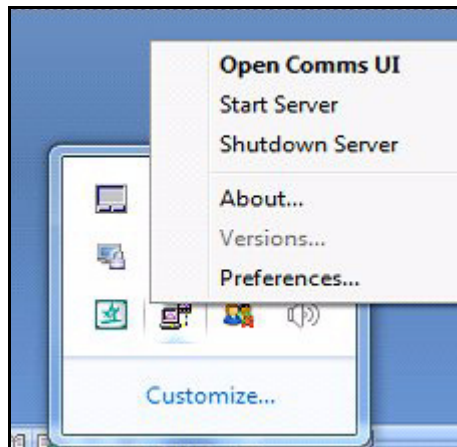 Open Comms UI
Start Server
Shutdown Server
About...
Versions...
Preferences...
Customize...